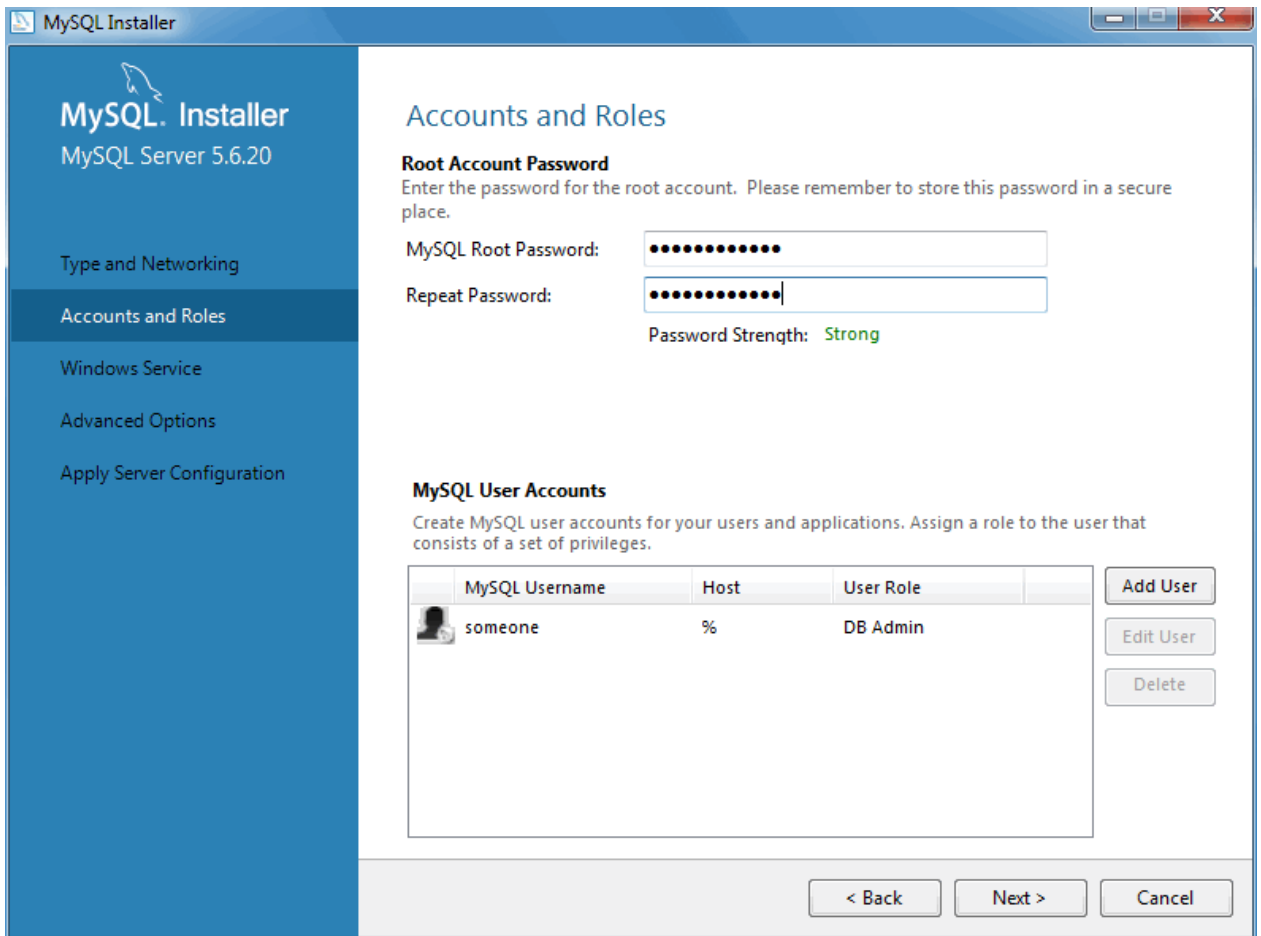 MySQL Installer
MySQL. Installer
MySQL Server 5.6.20
Type and Networking
Accounts and Roles
Windows Service
Advanced Options
Apply Server Configuration
Accounts and Roles
Root Account Password
Enter the password for the root account.  Please remember to store this password in a secure
place.
MySQL Root Password: ●●●●●●●●●●●●
Repeat Password: ●●●●●●●●●●●●
Password Strength: Strong
MySQL User Accounts
Create MySQL user accounts for your users and applications. Assign a role to the user that
consists of a set of privileges.
MySQL Username Host User Role
someone % DB Admin
Add User
Edit User
Delete
< Back Next > Cancel